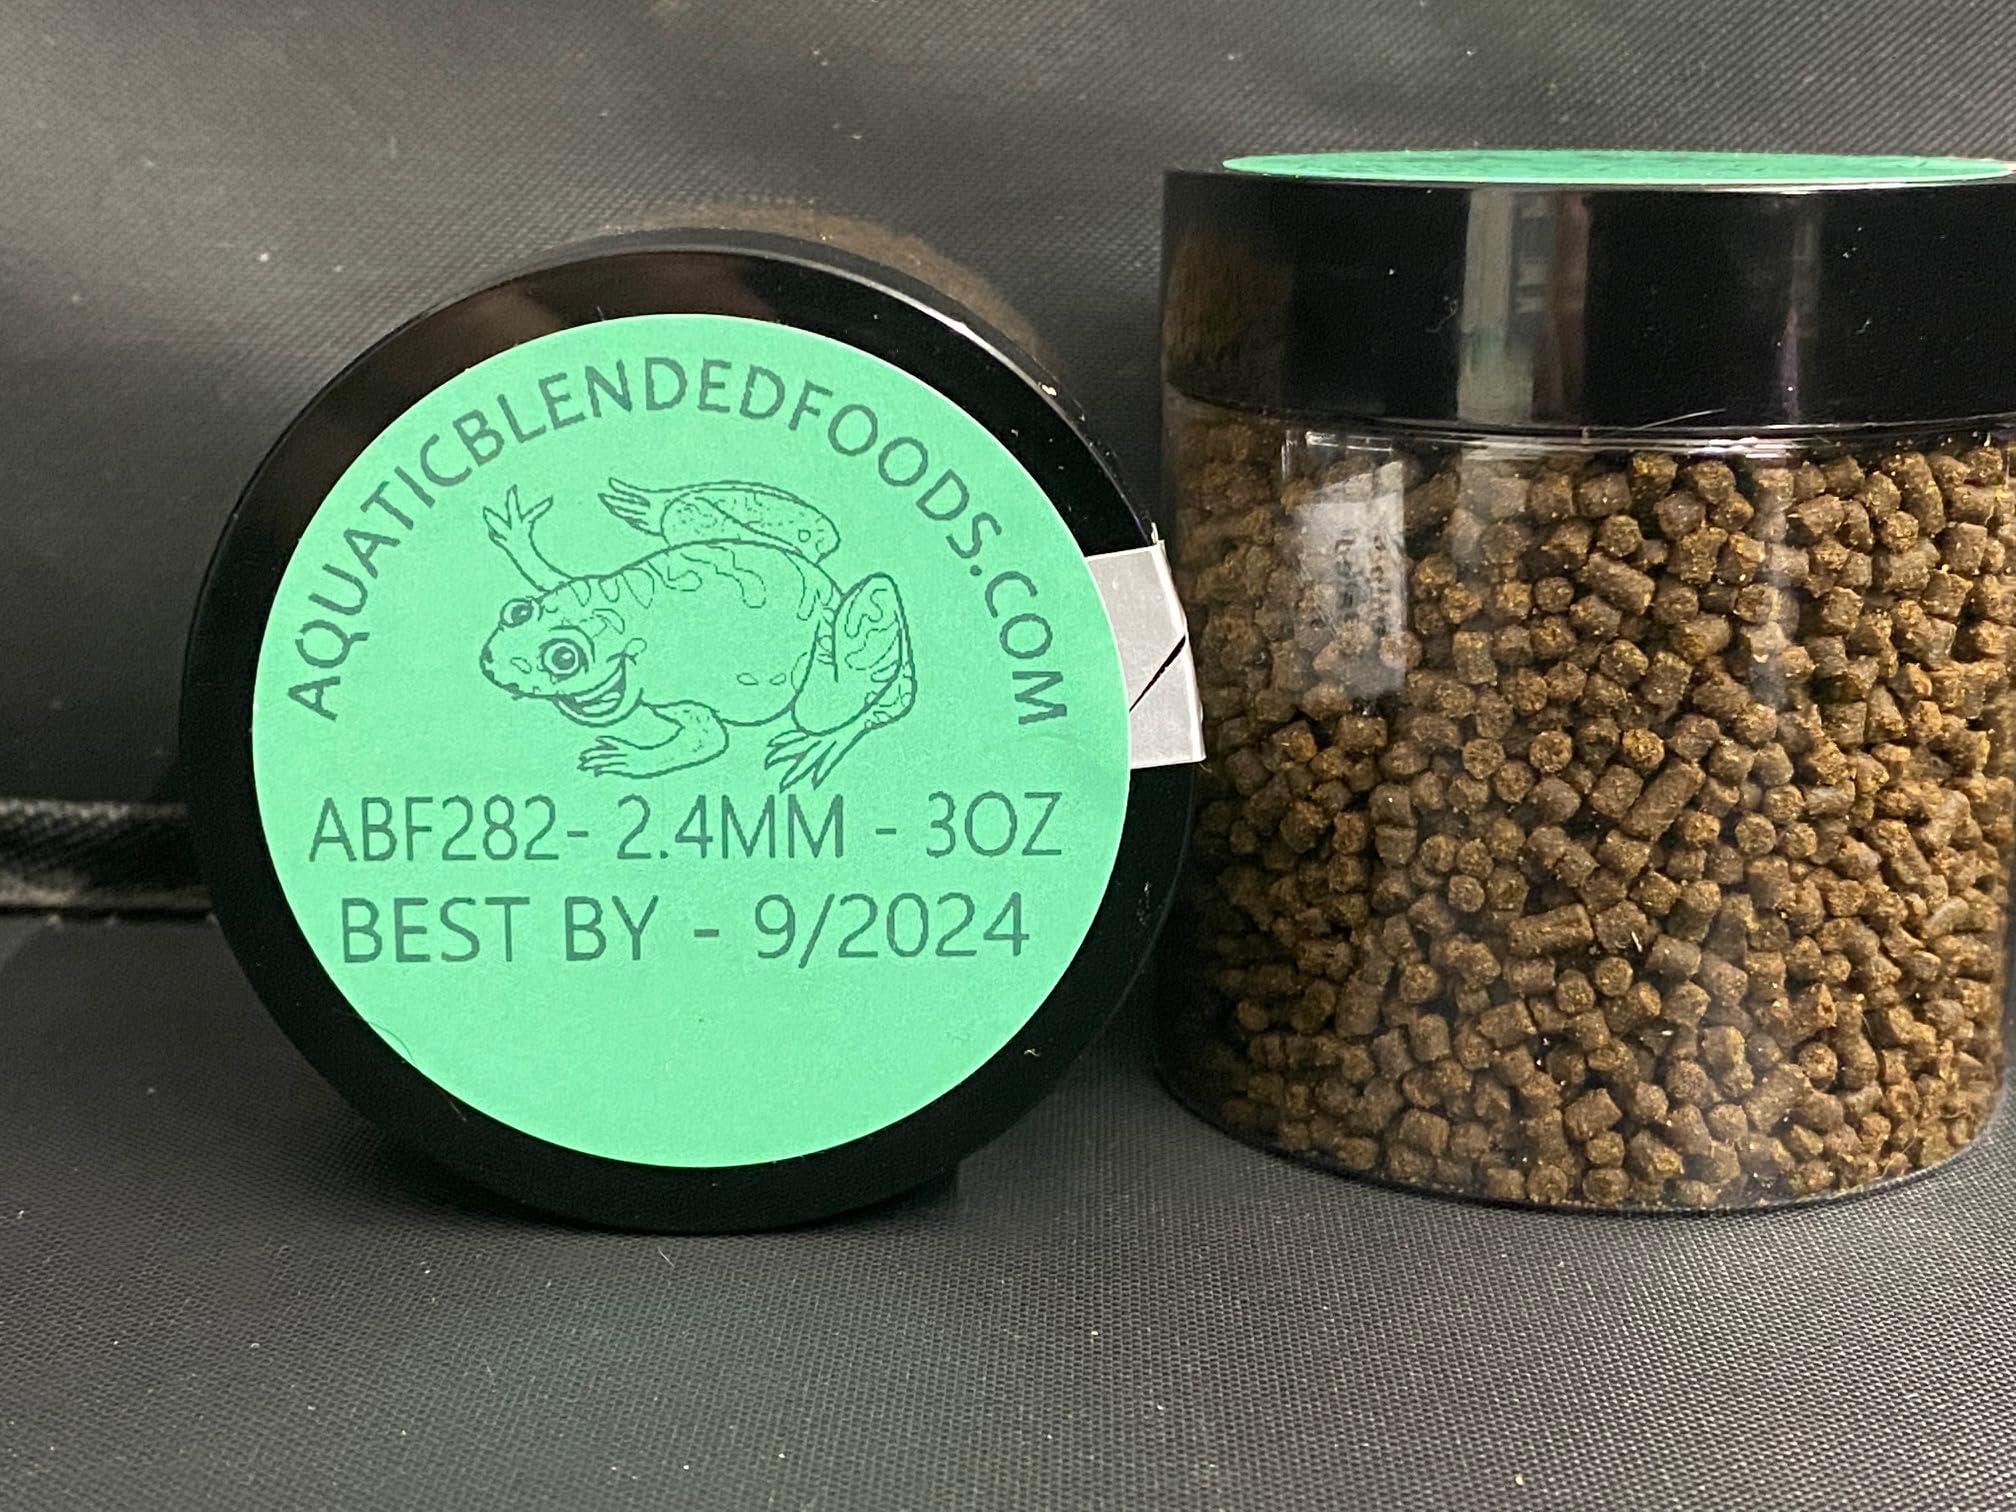 AQUATICBLENDEDFOODS.COM
ABF282- 2.4MM - 3OZ
BEST BY - 9/2024